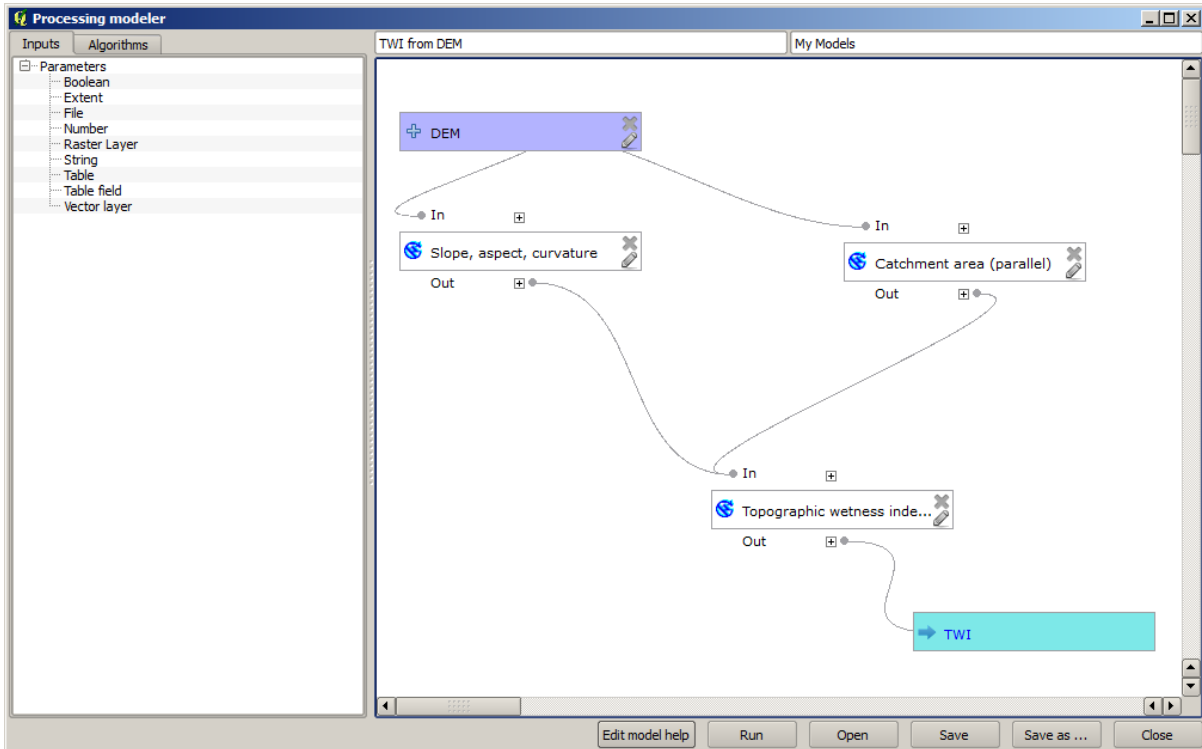 Processing modeler
Inputs
Algorithms
TWI from DEM
My Models
Parameters
Boolean
Extent
File
Number
Raster Layer
String
Table
Table field
Vector layer
DEM
In
Slope, aspect, curvature
Out
In
Catchment area (parallel)
Out
In
Topographic wetness inde...
Out
TWI
Edit model help
Run
Open
Save
Save as ...
Close